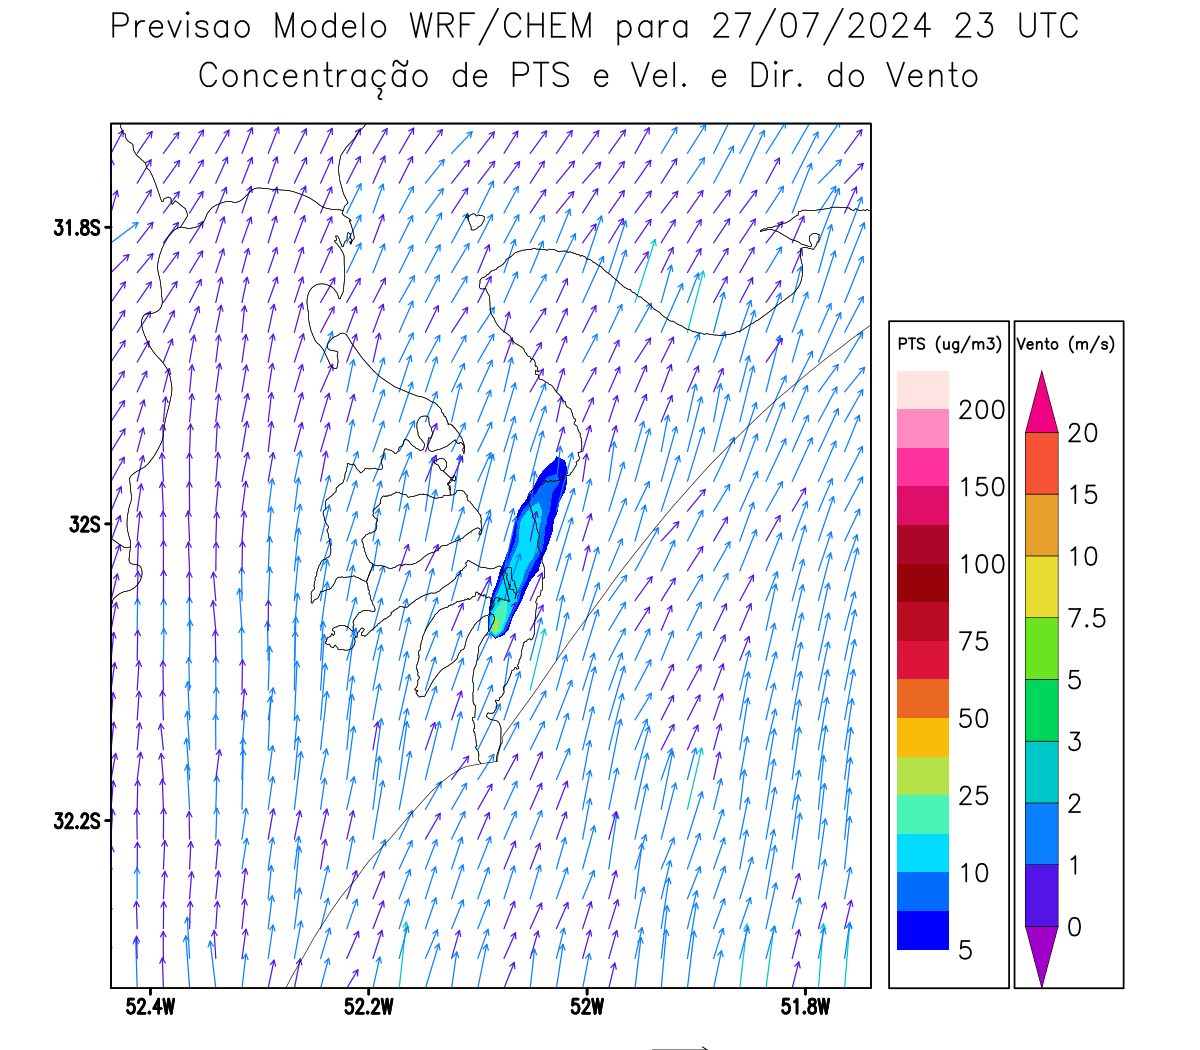 Previsao Modelo WRF/CHEM para 27/07/2024 23 UTC
Concentração de PTS e Vel. e Dir. do Vento
31.8S
32S
32.2S
52.4W 52.2W 52W 51.8W
PTS (ug/m3)
200
150
100
75
50
25
10
5
Vento (m/s)
20
15
10
7.5
5
3
2
1
0